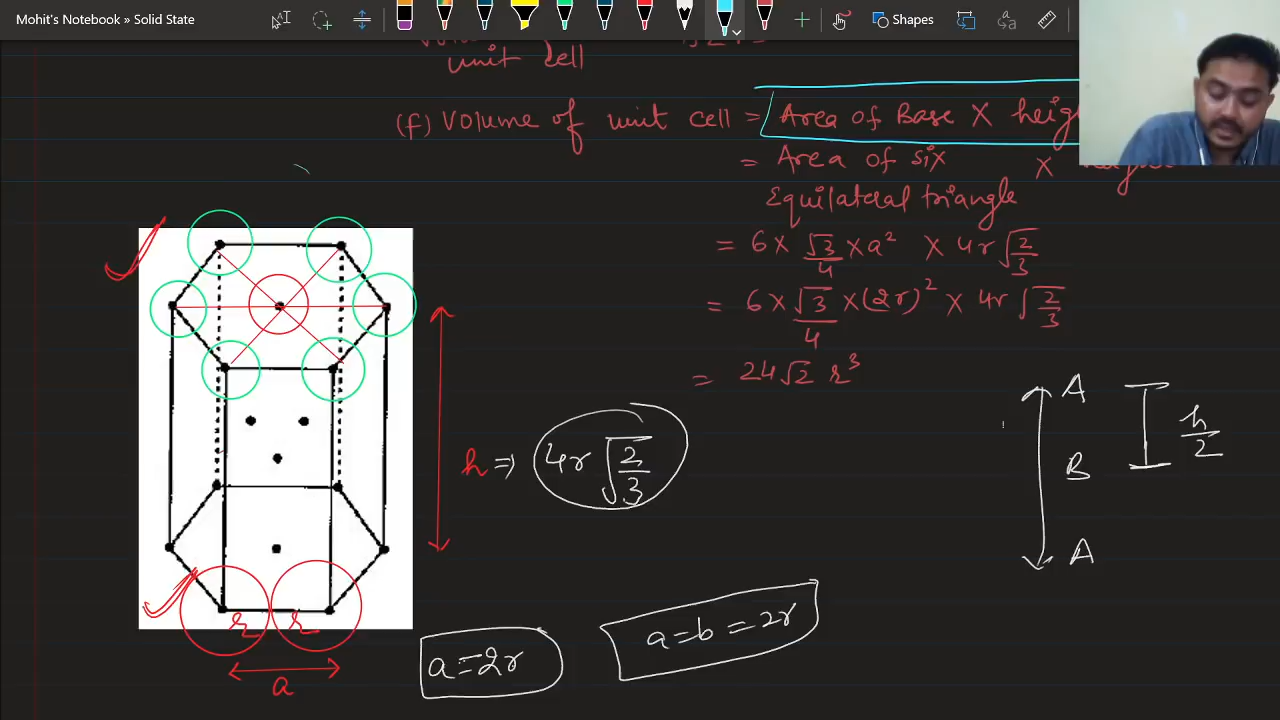 Mohit's Notebook » Solid State
Shapes
unit cell
(f) Volume of unit cell = Area of Base X heig
= Area of six X
Equilateral triangle
= 6 × √3/4 × a² × 4r√2/3
= 6 × √3/4 × (2r)² × 4r√2/3
= 24√2 r³
A
h/2
B
A
h ⇒ 4r√2/3
r r
a
a = 2r
a = b = 2r